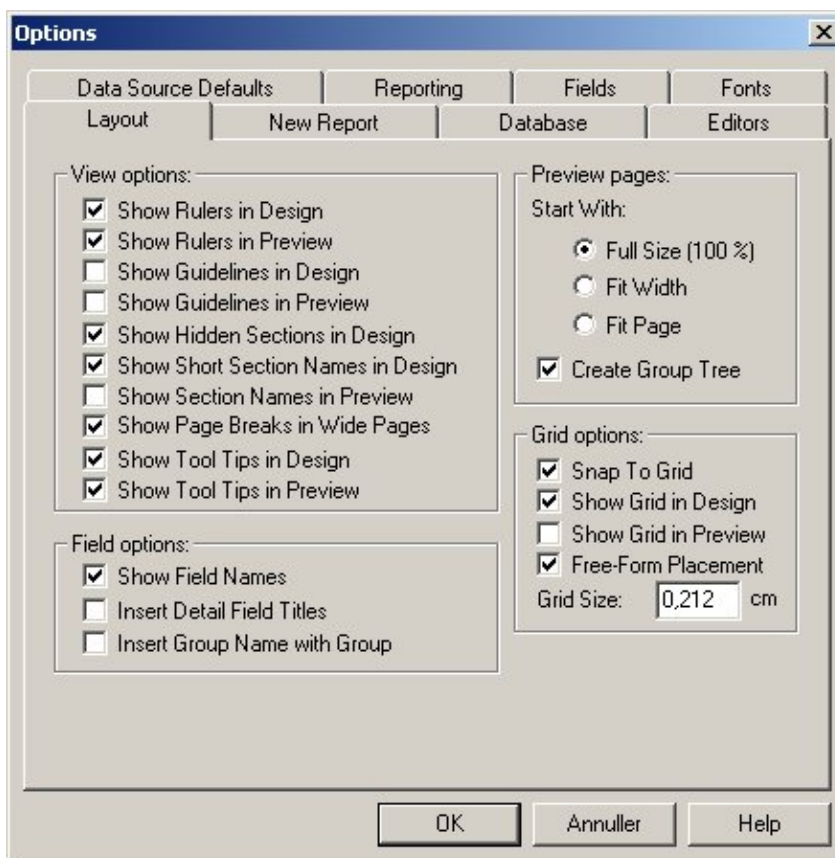 Options
Data Source Defaults Reporting Fields Fonts
Layout New Report Database Editors
View options:
Show Rulers in Design
Show Rulers in Preview
Show Guidelines in Design
Show Guidelines in Preview
Show Hidden Sections in Design
Show Short Section Names in Design
Show Section Names in Preview
Show Page Breaks in Wide Pages
Show Tool Tips in Design
Show Tool Tips in Preview
Field options:
Show Field Names
Insert Detail Field Titles
Insert Group Name with Group
Preview pages:
Start With:
Full Size (100 %)
Fit Width
Fit Page
Create Group Tree
Grid options:
Snap To Grid
Show Grid in Design
Show Grid in Preview
Free-Form Placement
Grid Size: 0,212 cm
OK Annuller Help